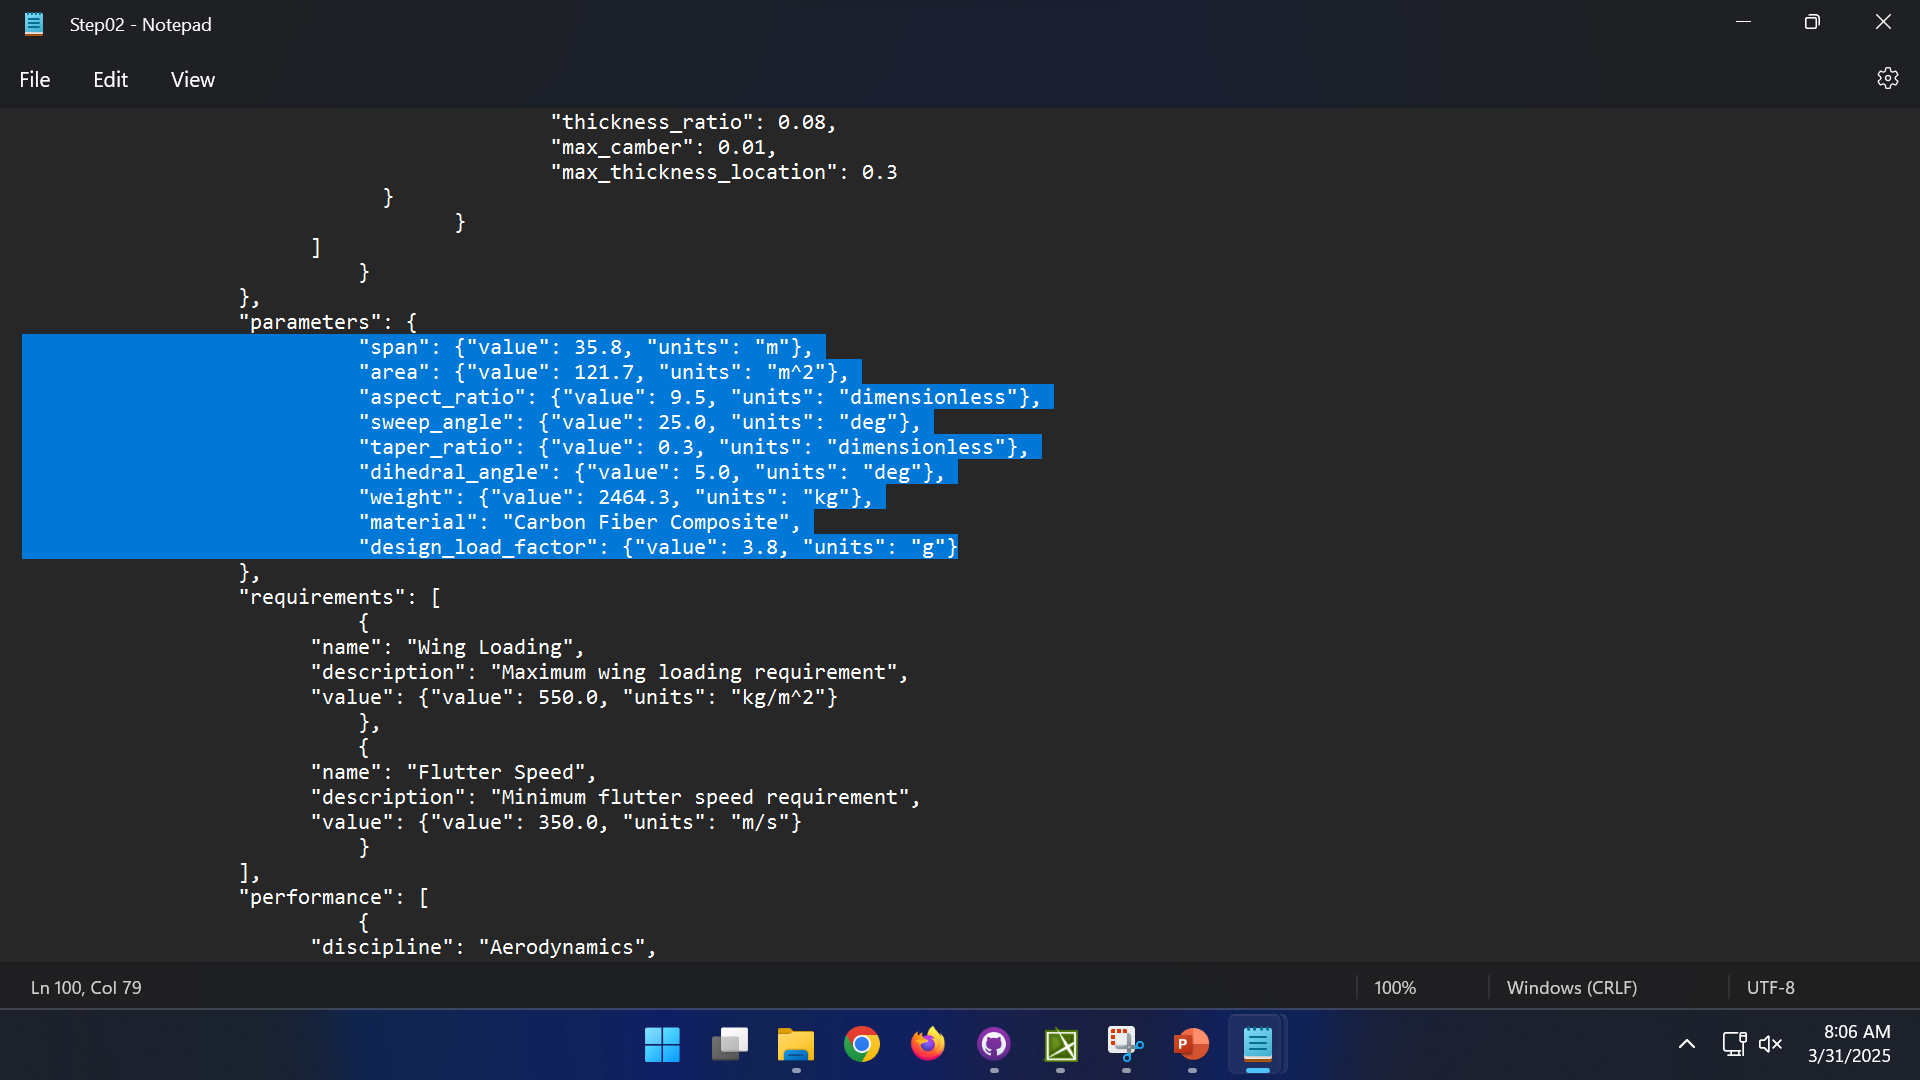 Step02 - Notepad
File Edit View
"thickness_ratio": 0.08,
"max_camber": 0.01,
"max_thickness_location": 0.3
}
}
]
}
},
"parameters": {
"span": {"value": 35.8, "units": "m"},
"area": {"value": 121.7, "units": "m^2"},
"aspect_ratio": {"value": 9.5, "units": "dimensionless"},
"sweep_angle": {"value": 25.0, "units": "deg"},
"taper_ratio": {"value": 0.3, "units": "dimensionless"},
"dihedral_angle": {"value": 5.0, "units": "deg"},
"weight": {"value": 2464.3, "units": "kg"},
"material": "Carbon Fiber Composite",
"design_load_factor": {"value": 3.8, "units": "g"}
},
"requirements": [
{
"name": "Wing Loading",
"description": "Maximum wing loading requirement",
"value": {"value": 550.0, "units": "kg/m^2"}
},
{
"name": "Flutter Speed",
"description": "Minimum flutter speed requirement",
"value": {"value": 350.0, "units": "m/s"}
}
],
"performance": [
{
"discipline": "Aerodynamics",
Ln 100, Col 79 100% Windows (CRLF) UTF-8
P
8:06 AM
3/31/2025